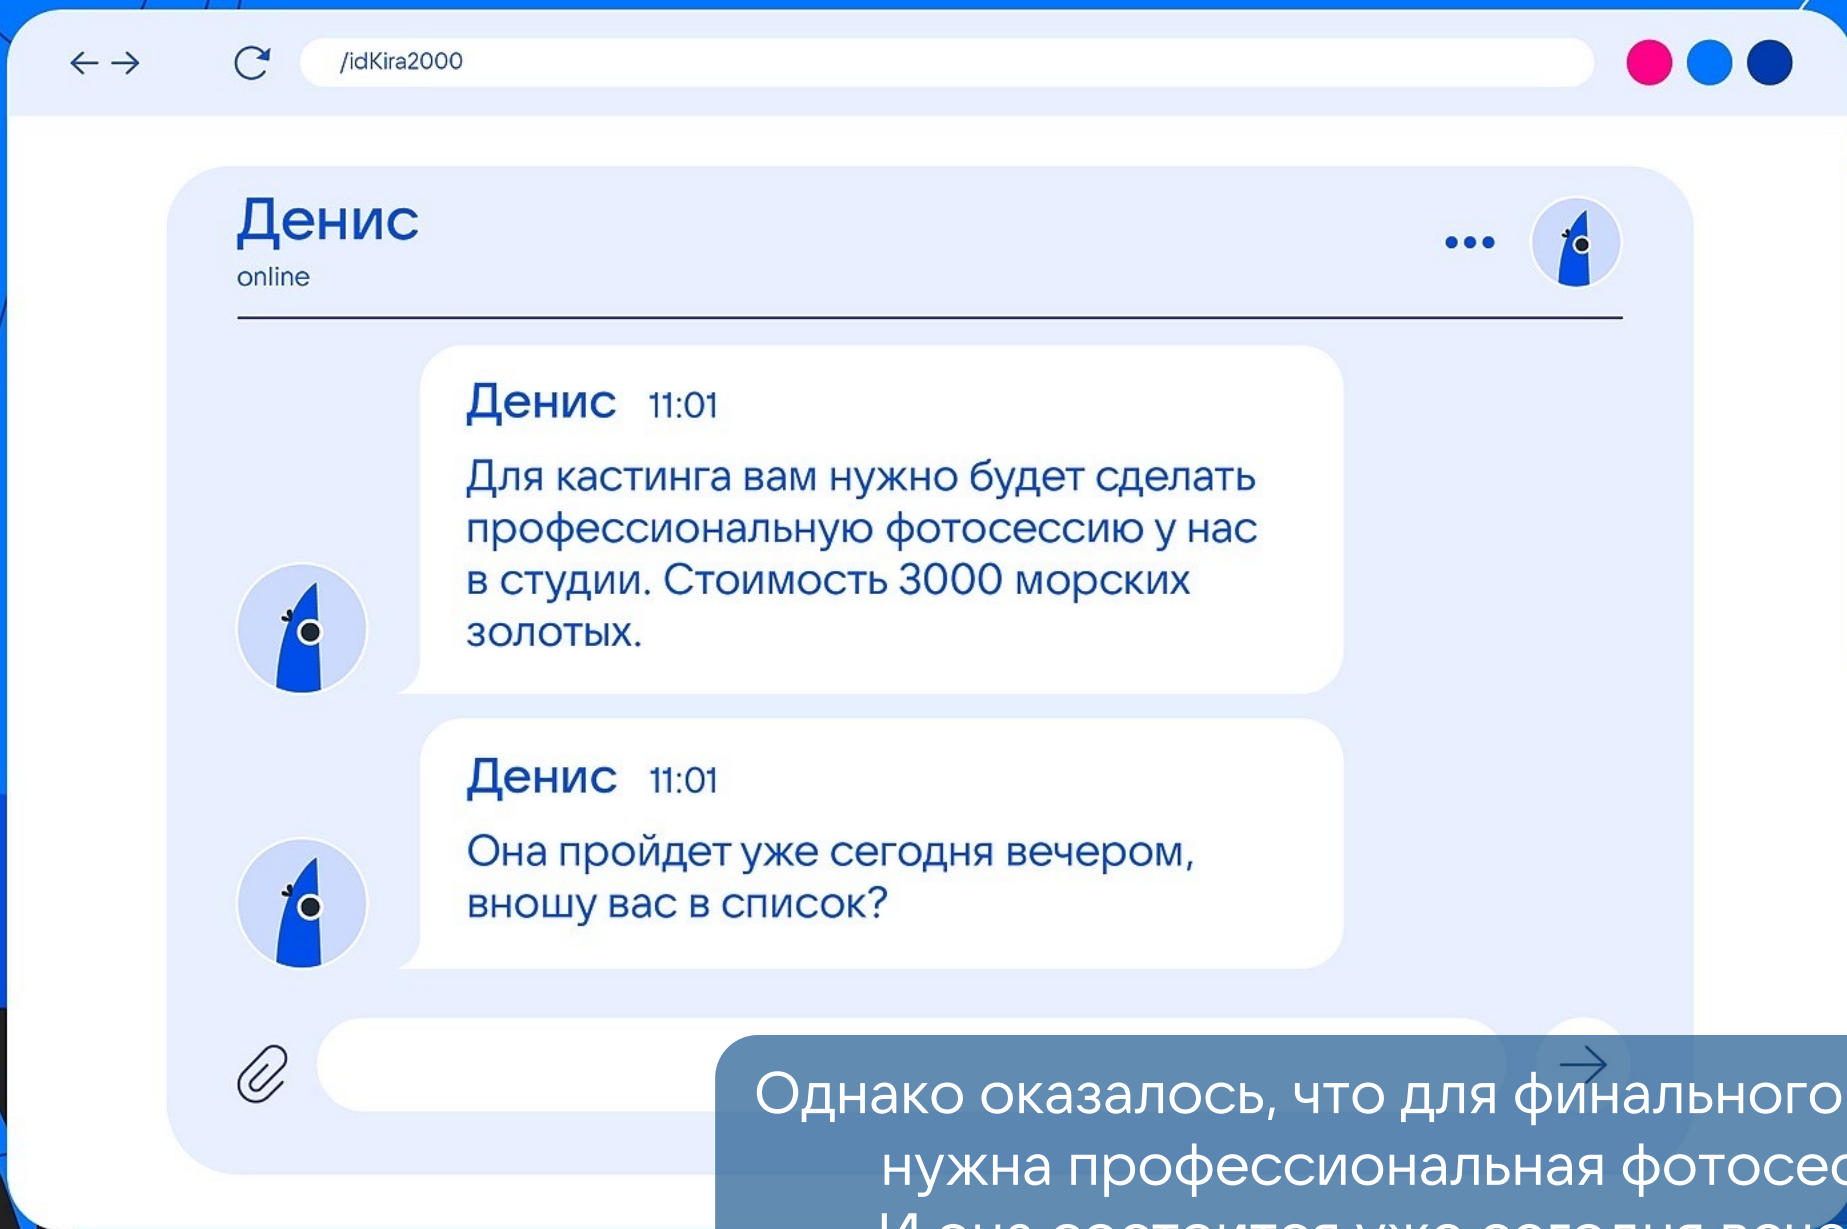 /idKira2000
Денис
online
Денис 11:01
Для кастинга вам нужно будет сделать
профессиональную фотосессию у нас
в студии. Стоимость 3000 морских
золотых.
Денис 11:01
Она пройдет уже сегодня вечером,
вношу вас в список?
Однако оказалось, что для финального
нужна профессиональная